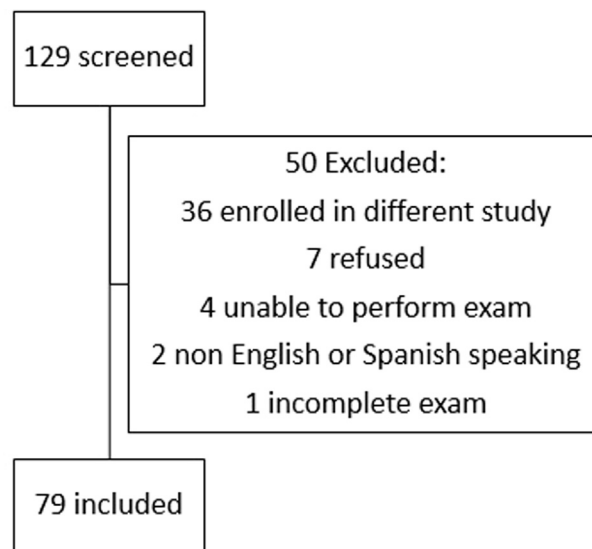 129 screened
50 Excluded:
36 enrolled in different study
7 refused
4 unable to perform exam
2 non English or Spanish speaking
1 incomplete exam
79 included